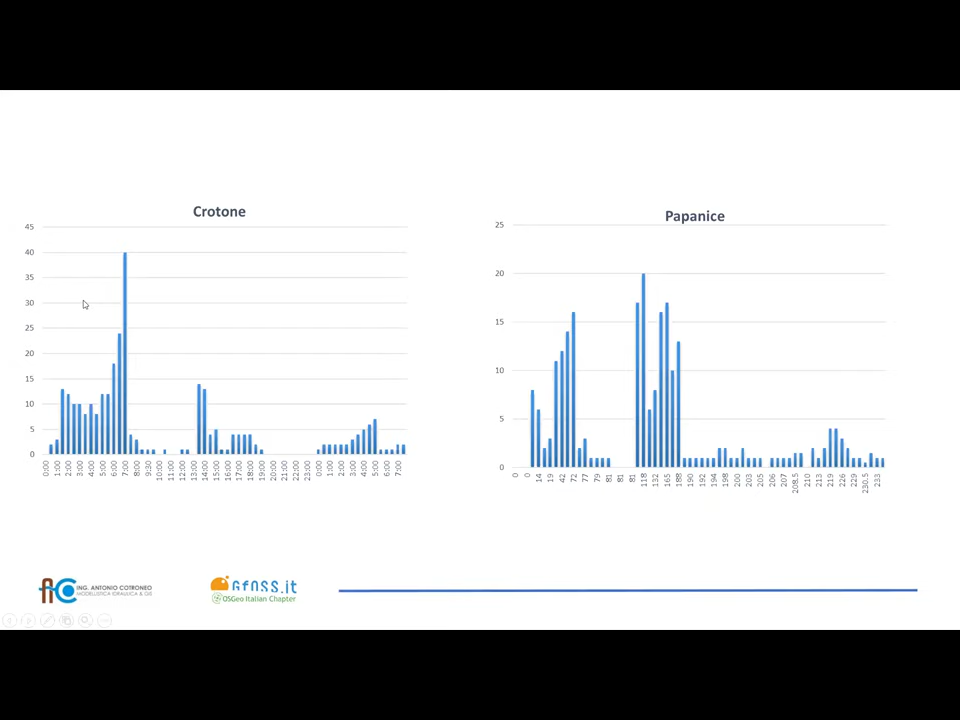 Crotone
45
40
35
30
25
20
15
10
5
0
0:00 1:00 2:00 3:00 4:00 5:00 6:00 7:00 8:00 9:30 10:00 11:00 12:00 13:00 14:00 15:00 16:00 17:00 18:00 19:00 20:00 21:00 22:00 23:00 0:00 1:00 2:00 3:00 4:00 5:00 6:00 7:00
Papanice
25
20
15
10
5
0
0 0 14 19 42 72 77 79 81 81 81 118 132 165 188 190 192 194 198 200 203 205 206 207 208.5 210 213 219 226 229 230.5 233
ING. ANTONIO COTRONEO
MODELLISTICA IDRAULICA & GIS
GFOSS.it
OSGeo Italian Chapter